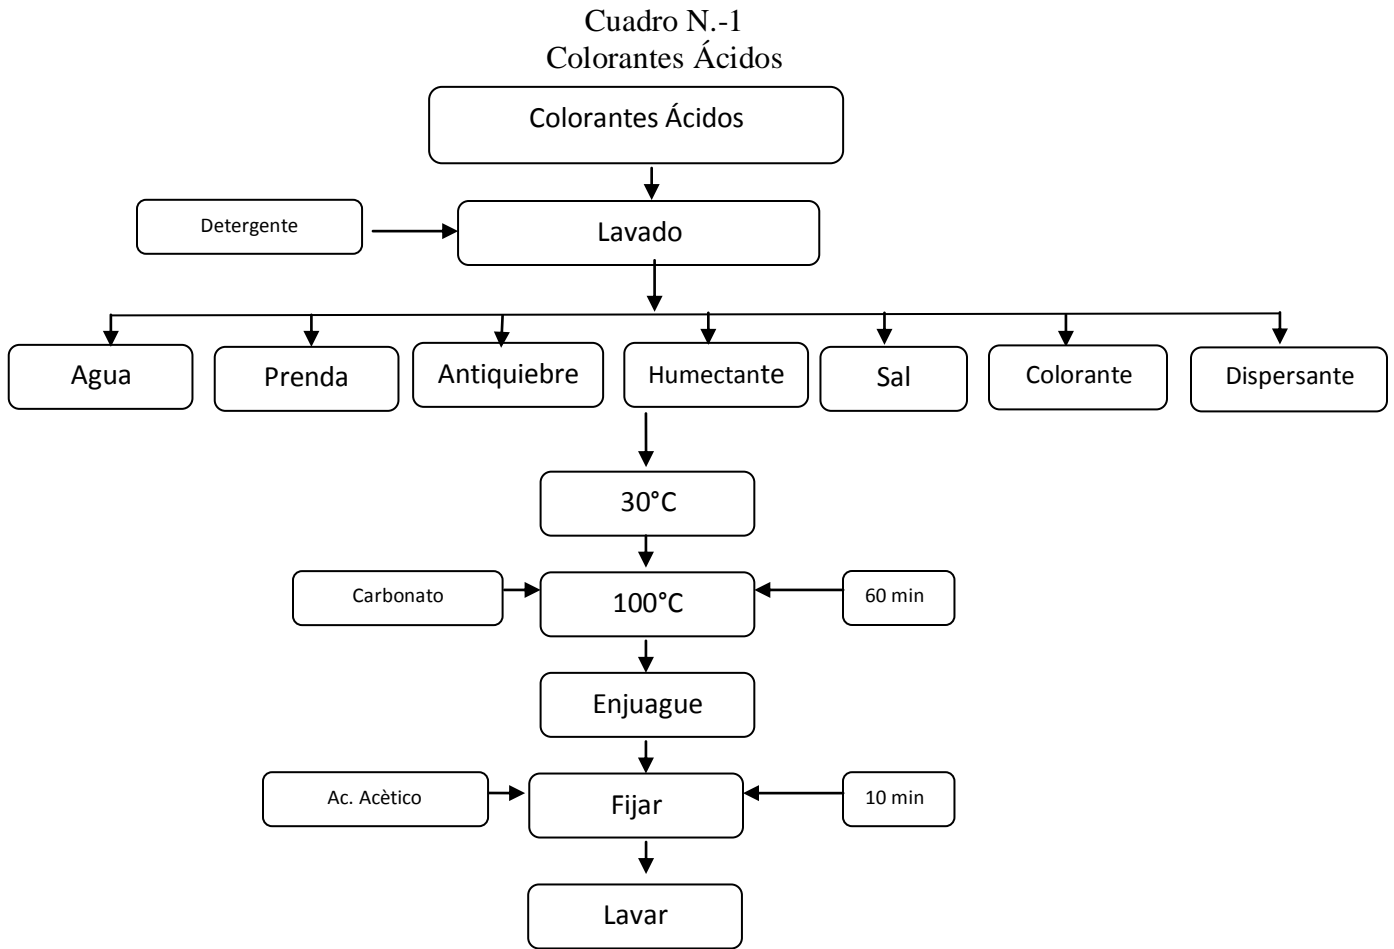 Cuadro N.-1
Colorantes Ácidos
Colorantes Ácidos
Detergente
Lavado
Agua
Prenda
Antiquiebre
Humectante
Sal
Colorante
Dispersante
30°C
Carbonato
100°C
60 min
Enjuague
Ac. Acètico
Fijar
10 min
Lavar